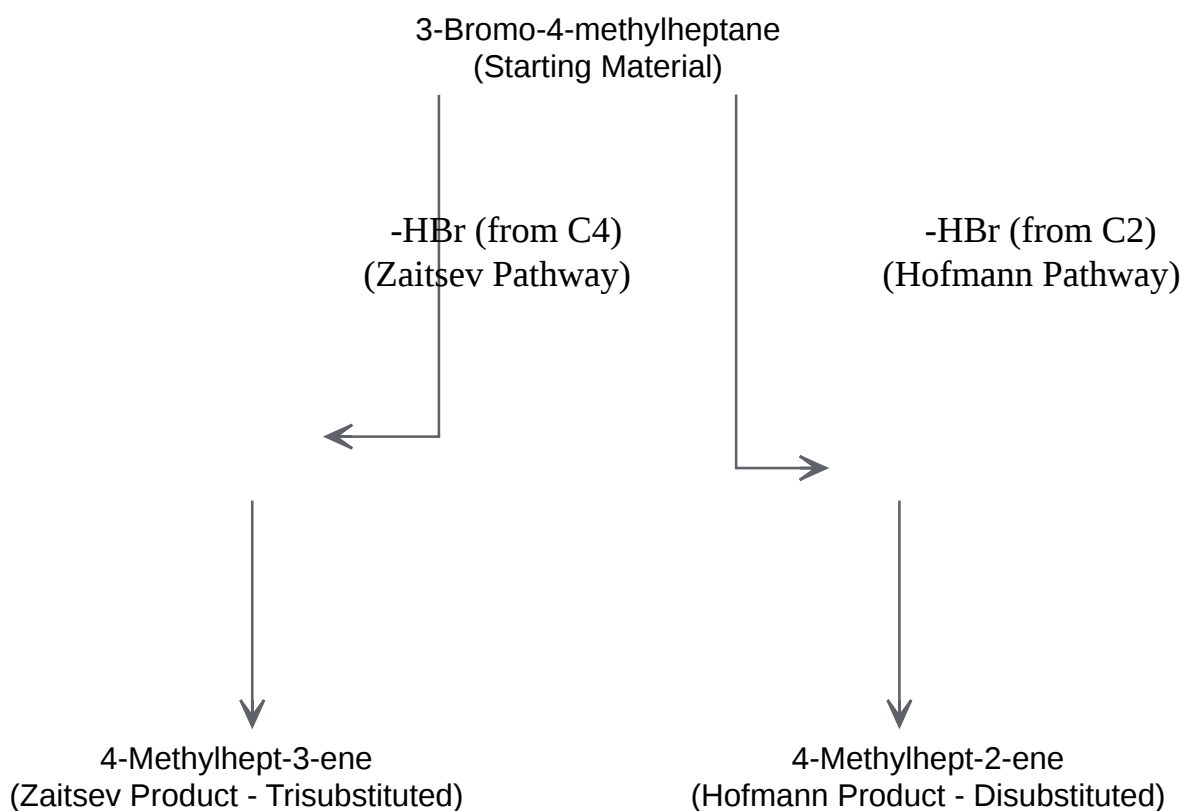 3-Bromo-4-methylheptane
(Starting Material)
-HBr (from C4)
(Zaitsev Pathway)
-HBr (from C2)
(Hofmann Pathway)
4-Methylhept-3-ene
(Zaitsev Product - Trisubstituted)
4-Methylhept-2-ene
(Hofmann Product - Disubstituted)